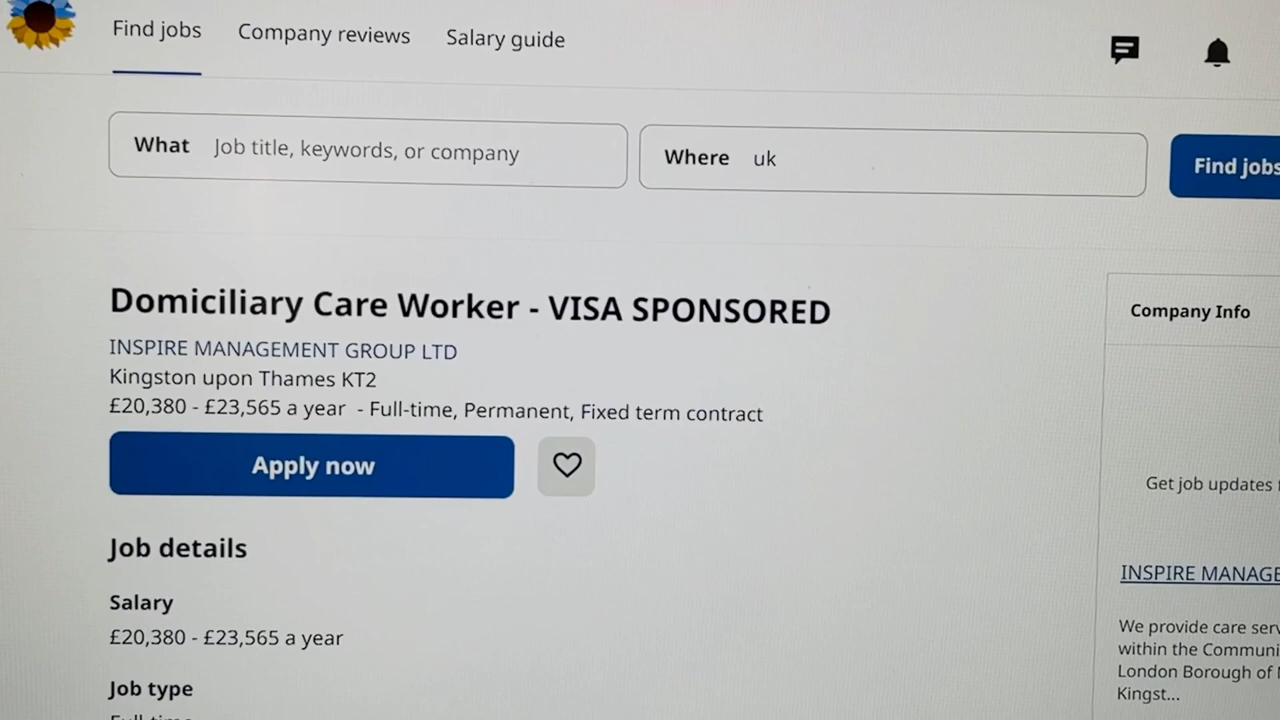 Find jobs Company reviews Salary guide
What Job title, keywords, or company Where uk Find jobs
Domiciliary Care Worker - VISA SPONSORED
INSPIRE MANAGEMENT GROUP LTD
Kingston upon Thames KT2
£20,380 - £23,565 a year - Full-time, Permanent, Fixed term contract
Apply now
Job details
Salary
£20,380 - £23,565 a year
Job type
Full-time
Company Info
Get job updates
INSPIRE MANAGE
We provide care serv
within the Communi
London Borough of
Kingst...